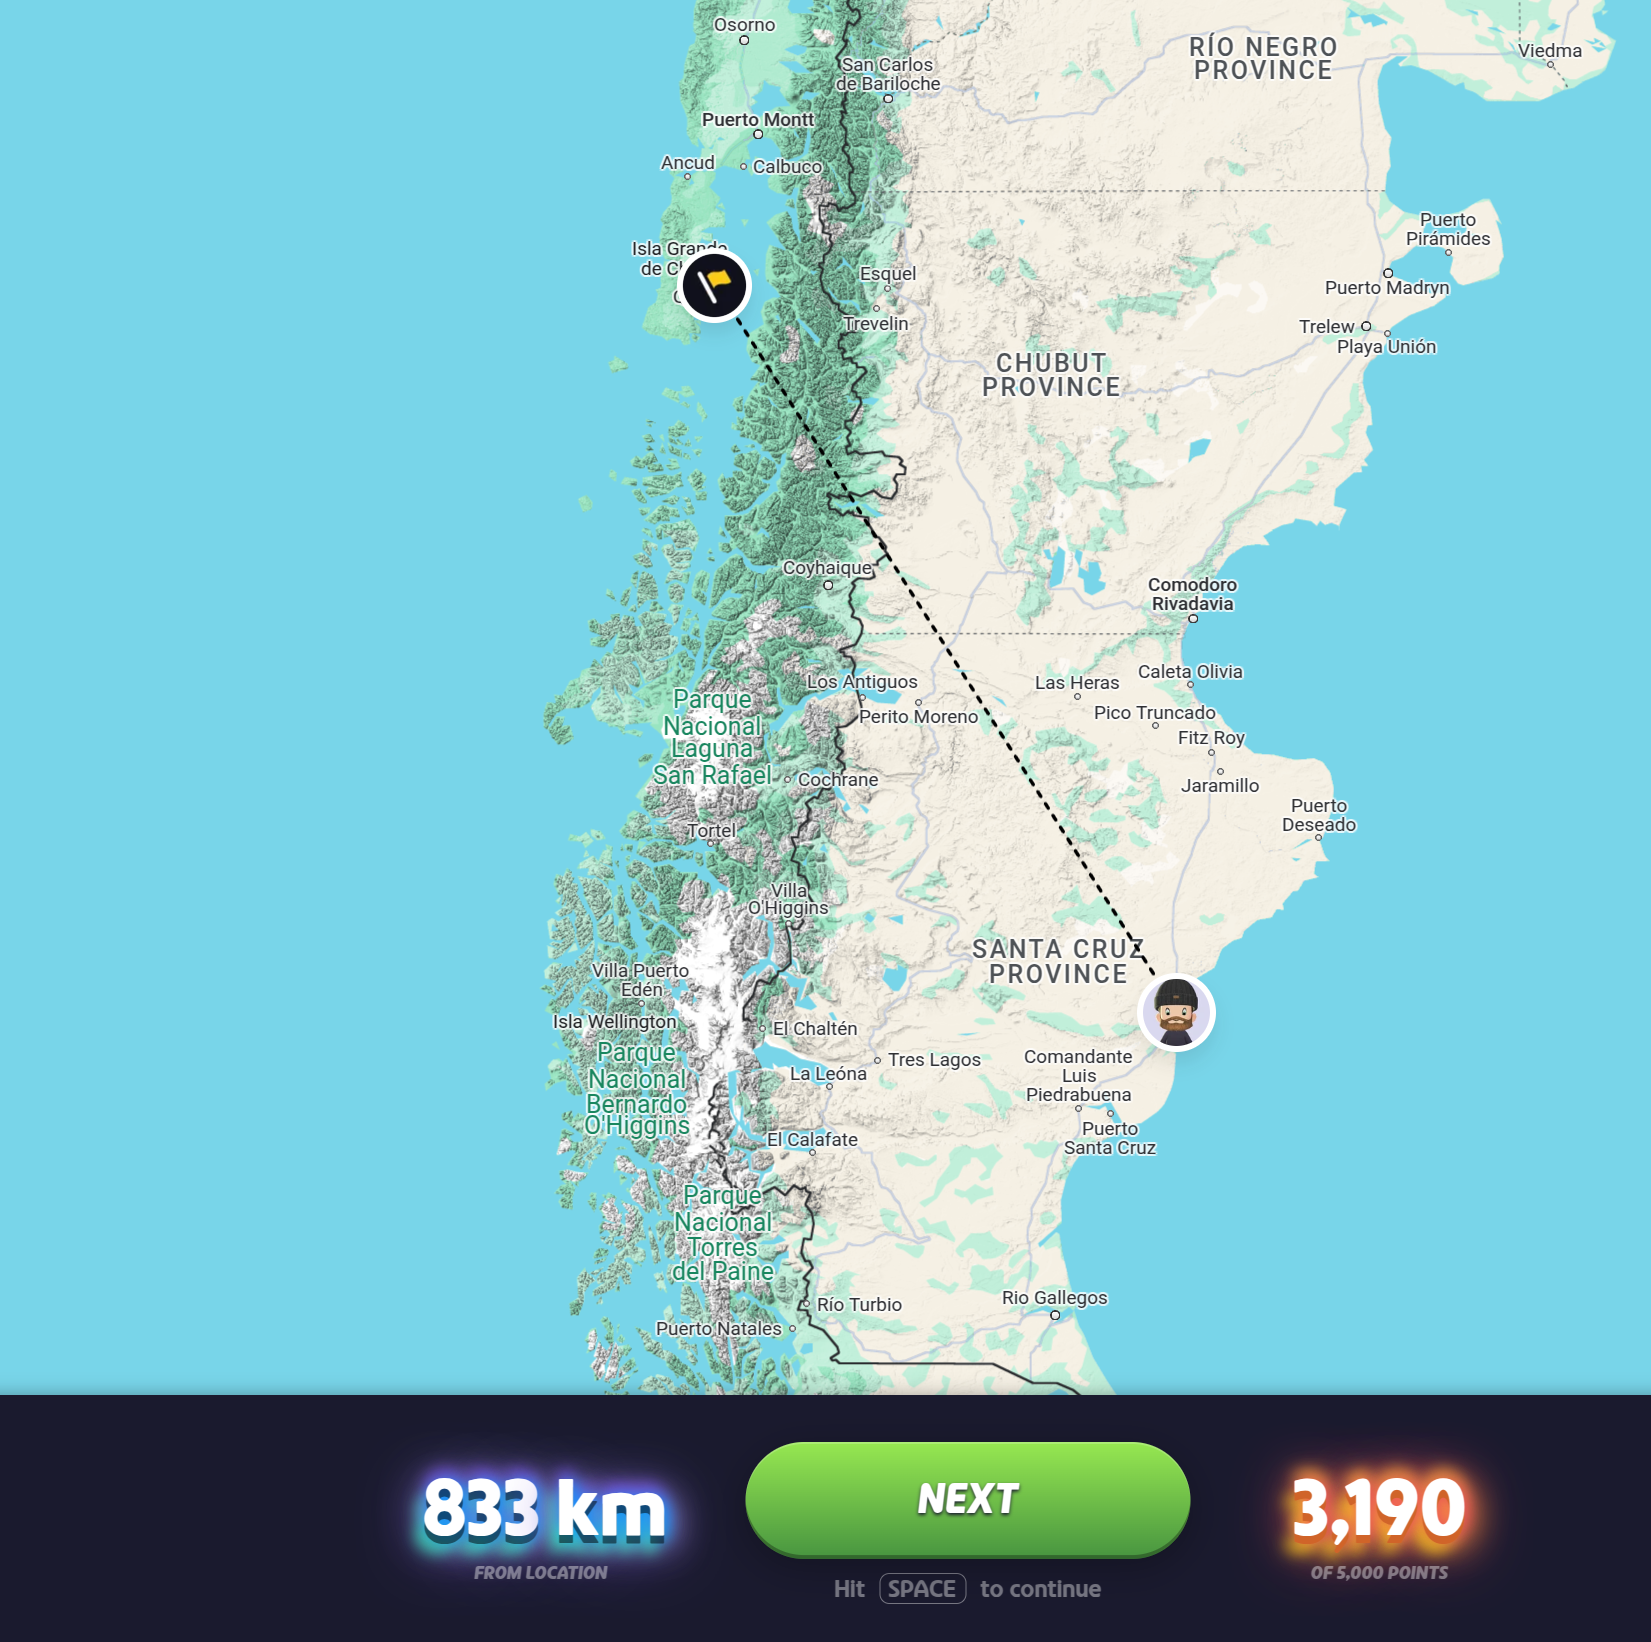 Osorno
RÍO NEGRO
PROVINCE
Viedma
San Carlos
de Bariloche
Puerto Montt
Ancud
Calbuco
Puerto
Pirámides
Isla Grande
de
Esquel
Puerto Madryn
Trevelin
Trelew
Playa Unión
CHUBUT
PROVINCE
Coyhaique
Comodoro
Rivadavia
Los Antiguos
Las Heras
Caleta Olivia
Parque
Nacional
Laguna
San Rafael
Perito Moreno
Pico Truncado
Fitz Roy
Cochrane
Jaramillo
Puerto
Deseado
Tortel
Villa
O'Higgins
SANTA CRUZ
PROVINCE
Villa Puerto
Edén
Isla Wellington
El Chaltén
Parque
Nacional
Bernardo
O'Higgins
Tres Lagos
La Leóna
Comandante
Luis
Piedrabuena
Puerto
Santa Cruz
El Calafate
Parque
Nacional
Torres
del Paine
Río Turbio
Rio Gallegos
Puerto Natales
833 km
FROM LOCATION
NEXT
Hit SPACE to continue
3,190
OF 5,000 POINTS